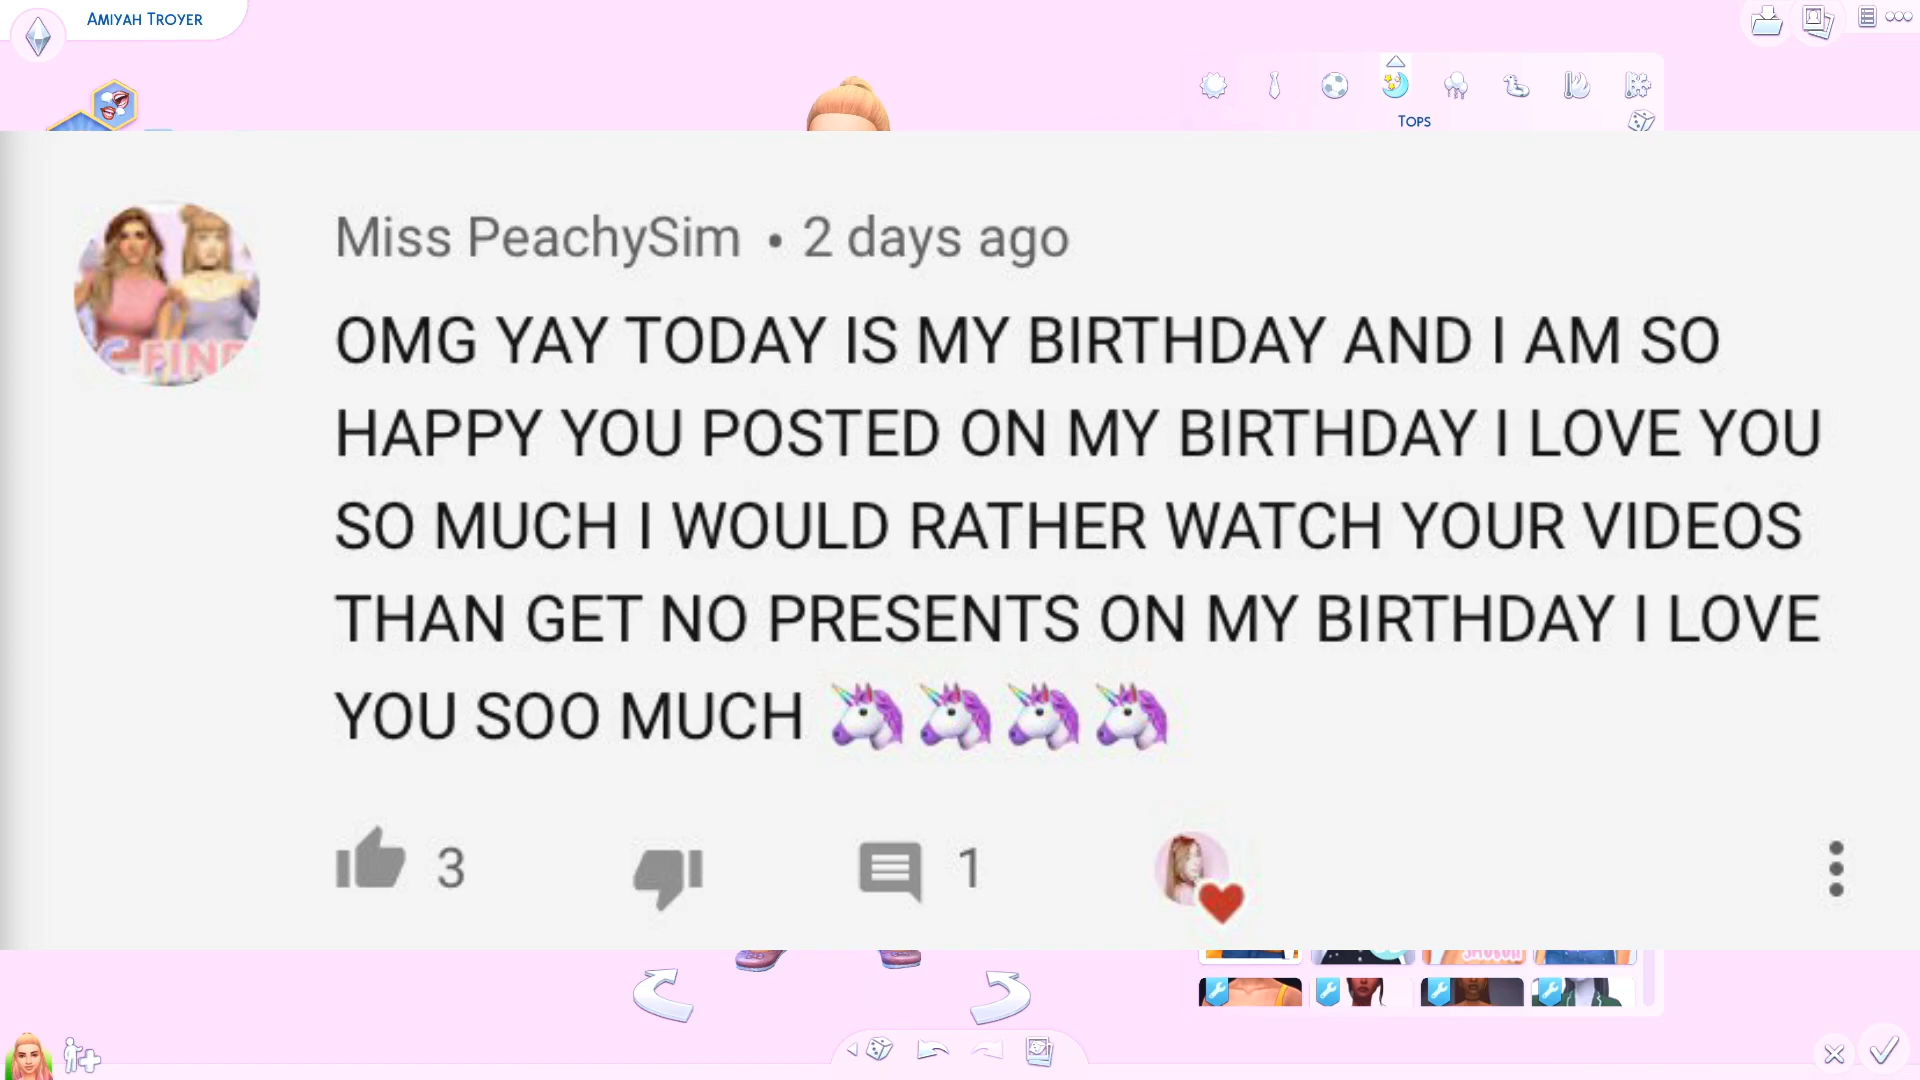 Amiyah Troyer
Tops
Miss PeachySim • 2 days ago
OMG YAY TODAY IS MY BIRTHDAY AND I AM SO
HAPPY YOU POSTED ON MY BIRTHDAY I LOVE YOU
SO MUCH I WOULD RATHER WATCH YOUR VIDEOS
THAN GET NO PRESENTS ON MY BIRTHDAY I LOVE
YOU SOO MUCH 🦄🦄🦄🦄
3
1